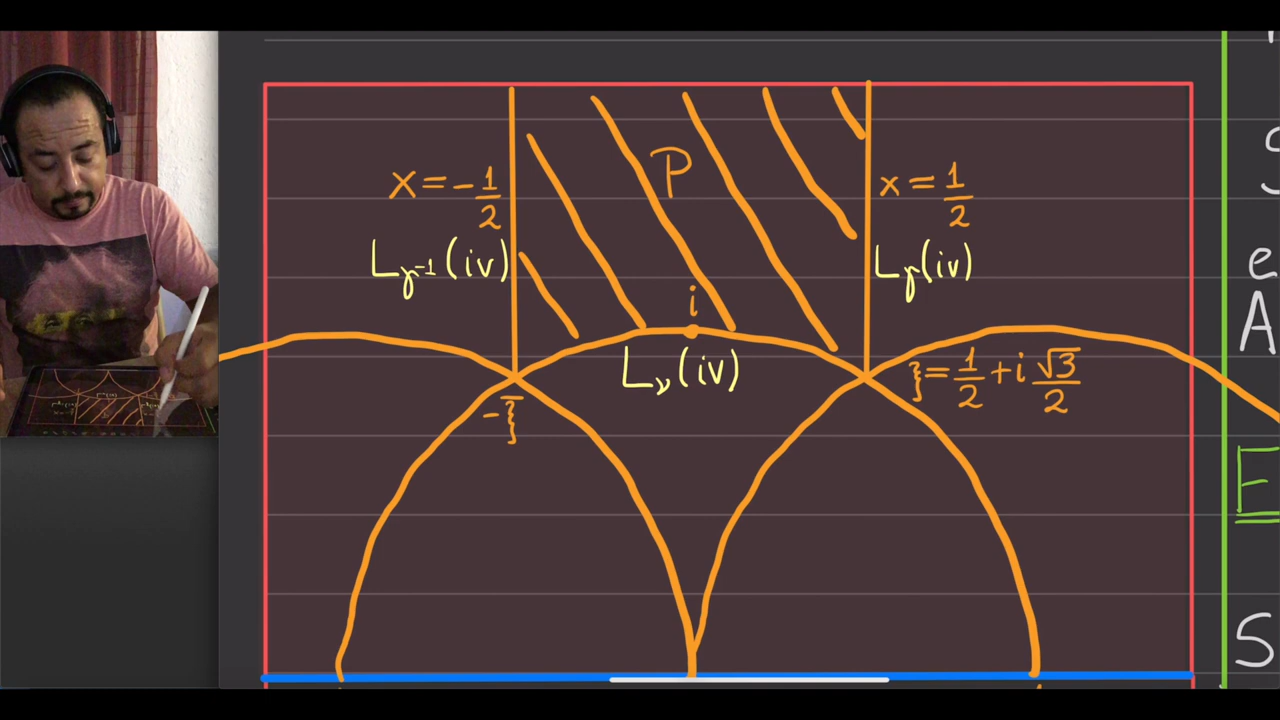 P
x = -1/2
x = 1/2
L_{γ^{-1}}(iv)
L_γ(iv)
i
L_ν(iv)
ξ = 1/2 + i √3/2
-ξ̅
e
A
E
S